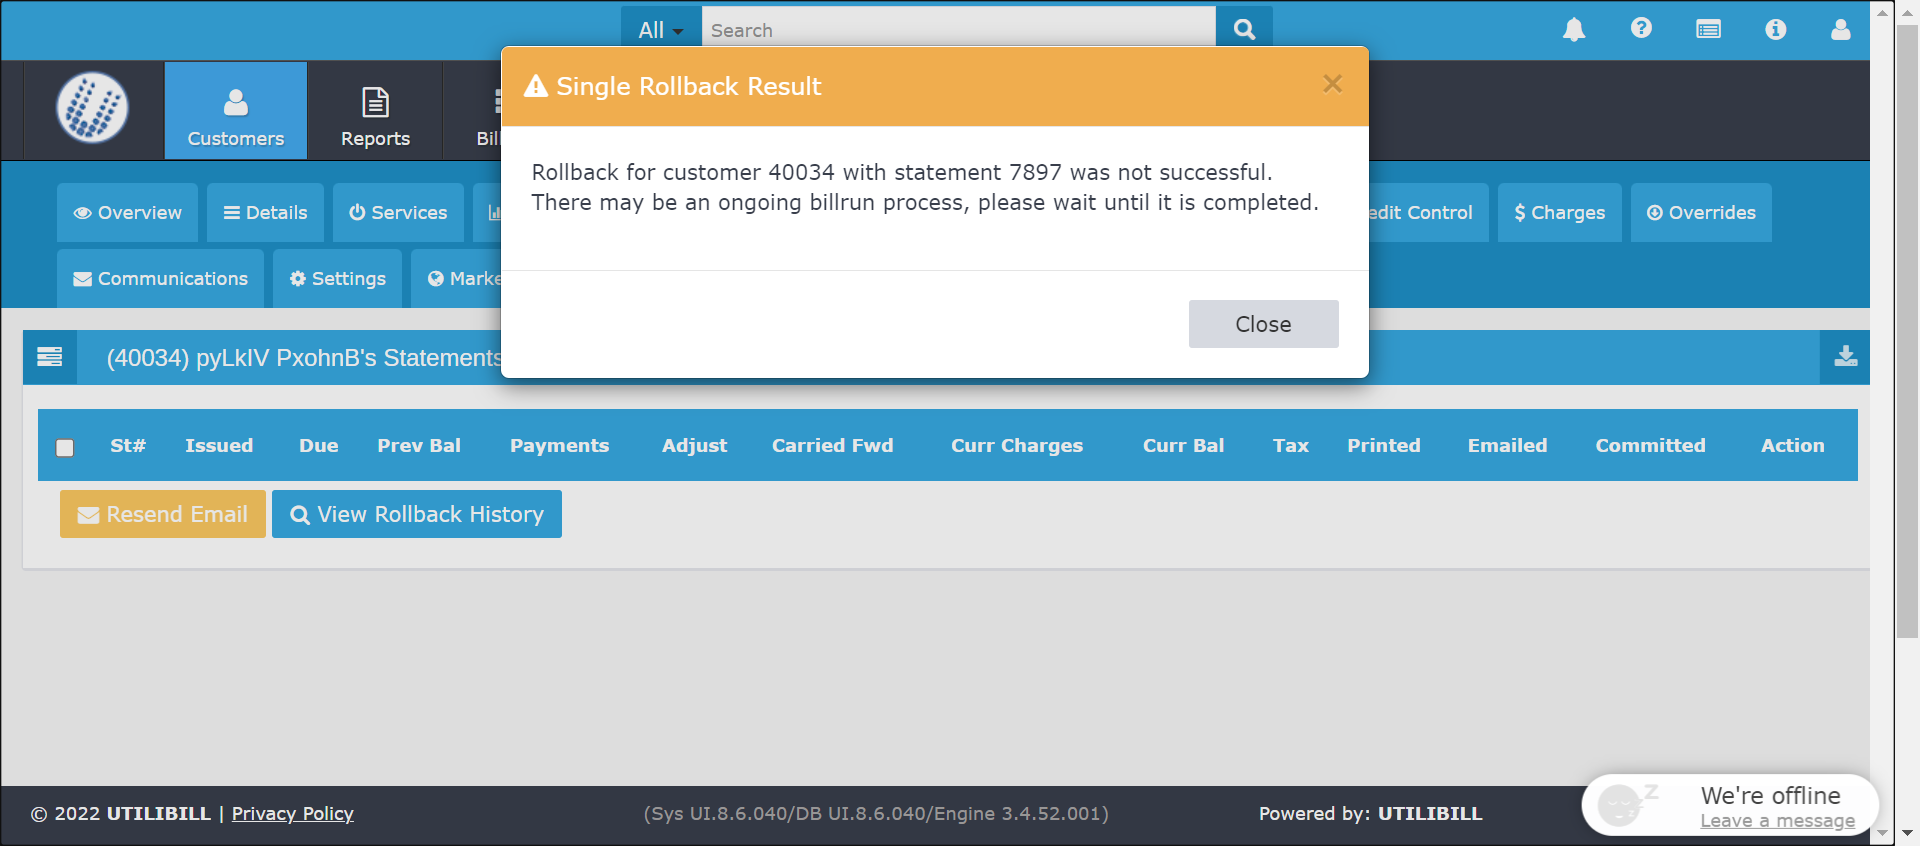 All
Search
Customers
Reports
Single Rollback Result
Rollback for customer 40034 with statement 7897 was not successful.
There may be an ongoing billrun process, please wait until it is completed.
Close
Overview
Details
Services
Charges
Overrides
Communications
Settings
Control
(40034) pyLkIV PxohnB's Statements
St# Issued Due Prev Bal Payments Adjust Carried Fwd Curr Charges Curr Bal Tax Printed Emailed Committed Action
Resend Email
View Rollback History
© 2022 UTILIBILL | Privacy Policy
(Sys UI.8.6.040/DB UI.8.6.040/Engine 3.4.52.001)
Powered by: UTILIBILL
We're offline
Leave a message